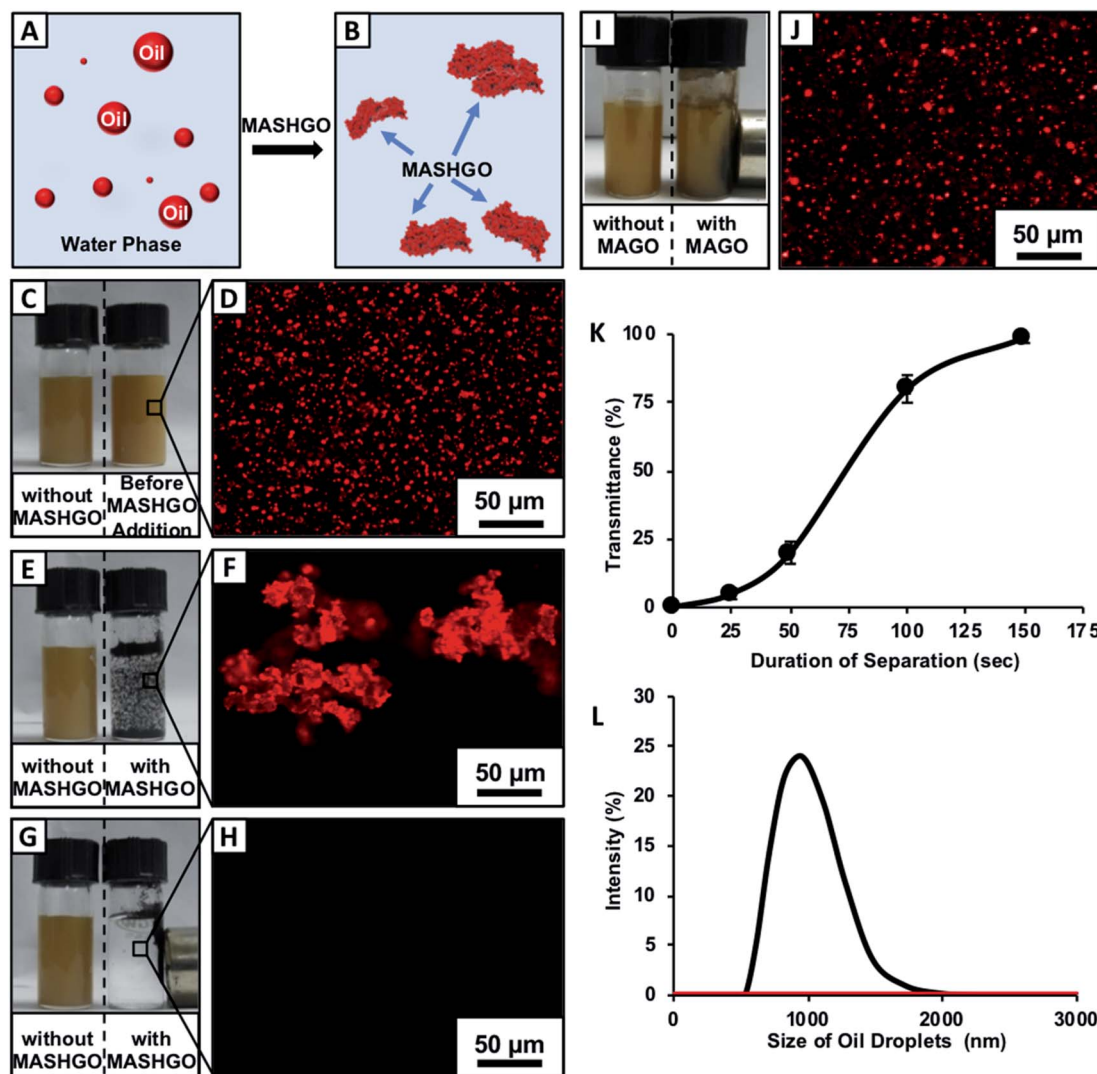 A
Oil
Oil
Oil
Water Phase
MASHGO
B
MASHGO
C
without
MASHGO
Before
MASHGO
Addition
D
50 µm
E
without
MASHGO
with
MASHGO
F
50 µm
G
without
MASHGO
with
MASHGO
H
50 µm
I
without
MAGO
with
MAGO
J
50 µm
K
Transmittance (%)
100
75
50
25
0
0 25 50 75 100 125 150 175
Duration of Separation (sec)
L
Intensity (%)
30
25
20
15
10
5
0
0 1000 2000 3000
Size of Oil Droplets (nm)